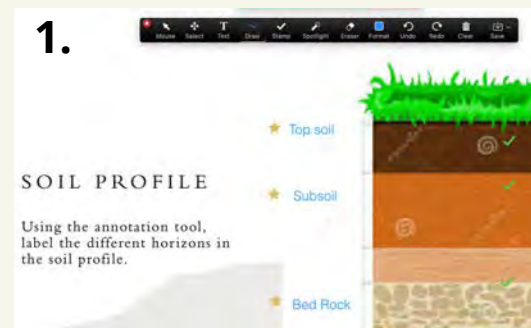 1.
Mouse Select Text Draw Stamp Spotlight Eraser Format Undo Redo Clear Save
Top soil
SOIL PROFILE
Subsoil
Using the annotation tool,
label the different horizons in
the soil profile.
Bed Rock